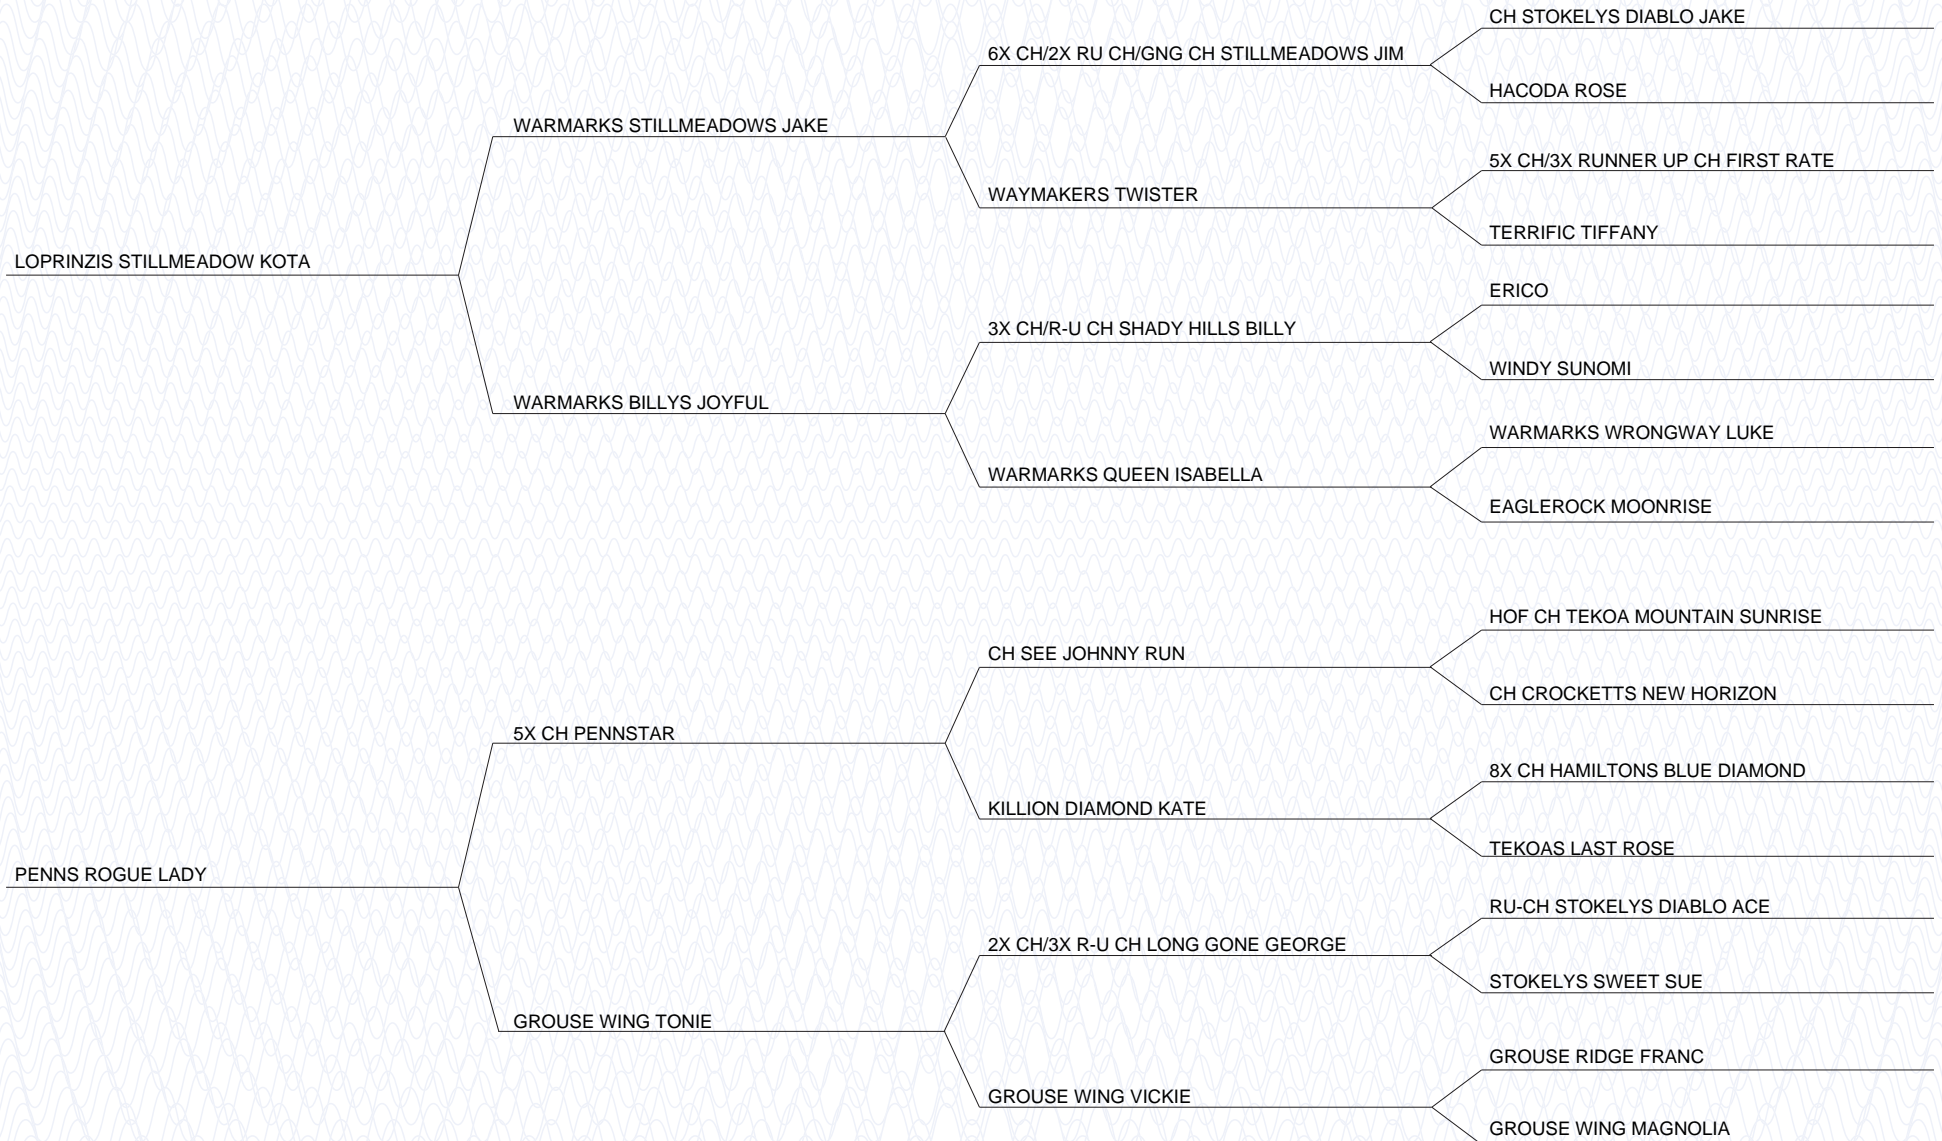 CH STOKELYS DIABLO JAKE
6X CH/2X RU CH/GNG CH STILLMEADOWS JIM
HACODA ROSE
WARMARKS STILLMEADOWS JAKE
5X CH/3X RUNNER UP CH FIRST RATE
WAYMAKERS TWISTER
TERRIFIC TIFFANY
LOPRINZIS STILLMEADOW KOTA
ERICO
3X CH/R-U CH SHADY HILLS BILLY
WINDY SUNOMI
WARMARKS BILLYS JOYFUL
WARMARKS WRONGWAY LUKE
WARMARKS QUEEN ISABELLA
EAGLEROCK MOONRISE
HOF CH TEKOA MOUNTAIN SUNRISE
CH SEE JOHNNY RUN
CH CROCKETTS NEW HORIZON
5X CH PENNSTAR
8X CH HAMILTONS BLUE DIAMOND
KILLION DIAMOND KATE
TEKOAS LAST ROSE
PENNS ROGUE LADY
RU-CH STOKELYS DIABLO ACE
2X CH/3X R-U CH LONG GONE GEORGE
STOKELYS SWEET SUE
GROUSE WING TONIE
GROUSE RIDGE FRANC
GROUSE WING VICKIE
GROUSE WING MAGNOLIA